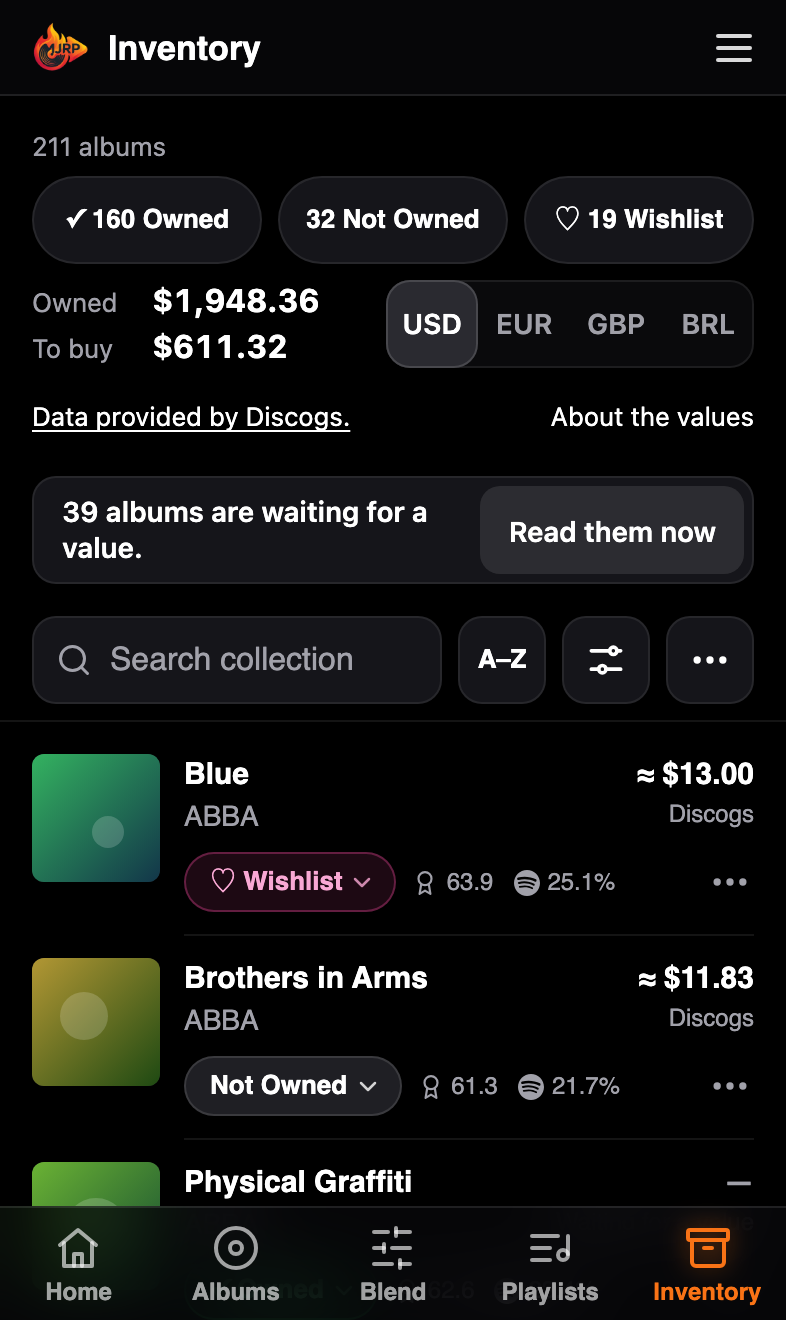 JRP
Inventory
211 albums
✓ 160 Owned
32 Not Owned
♡ 19 Wishlist
Owned $1,948.36
To buy $611.32
USD EUR GBP BRL
Data provided by Discogs.
About the values
39 albums are waiting for a
value.
Read them now
Search collection
A–Z
Blue
≈ $13.00
ABBA
Discogs
♡ Wishlist
63.9
25.1%
Brothers in Arms
≈ $11.83
ABBA
Discogs
Not Owned
61.3
21.7%
Physical Graffiti
—
Home
Albums
Blend
Playlists
Inventory